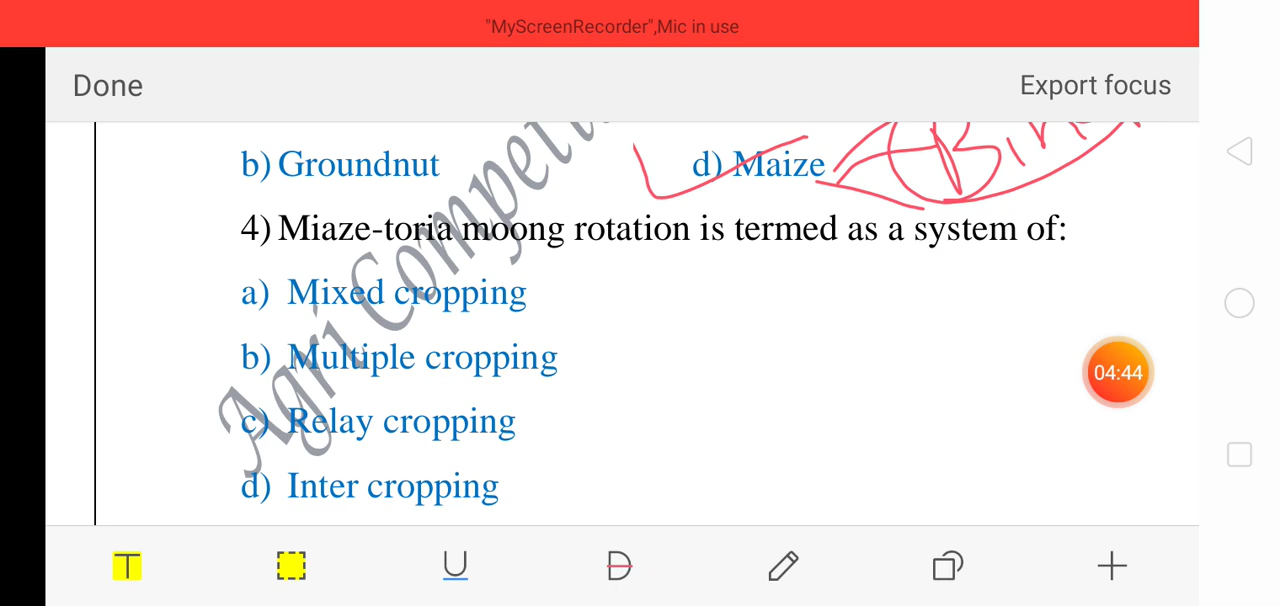 "MyScreenRecorder",Mic in use
Done
Export focus
b) Groundnut
d) Maize
4) Miaze-toria moong rotation is termed as a system of:
a) Mixed cropping
b) Multiple cropping
c) Relay cropping
d) Inter cropping
04:44